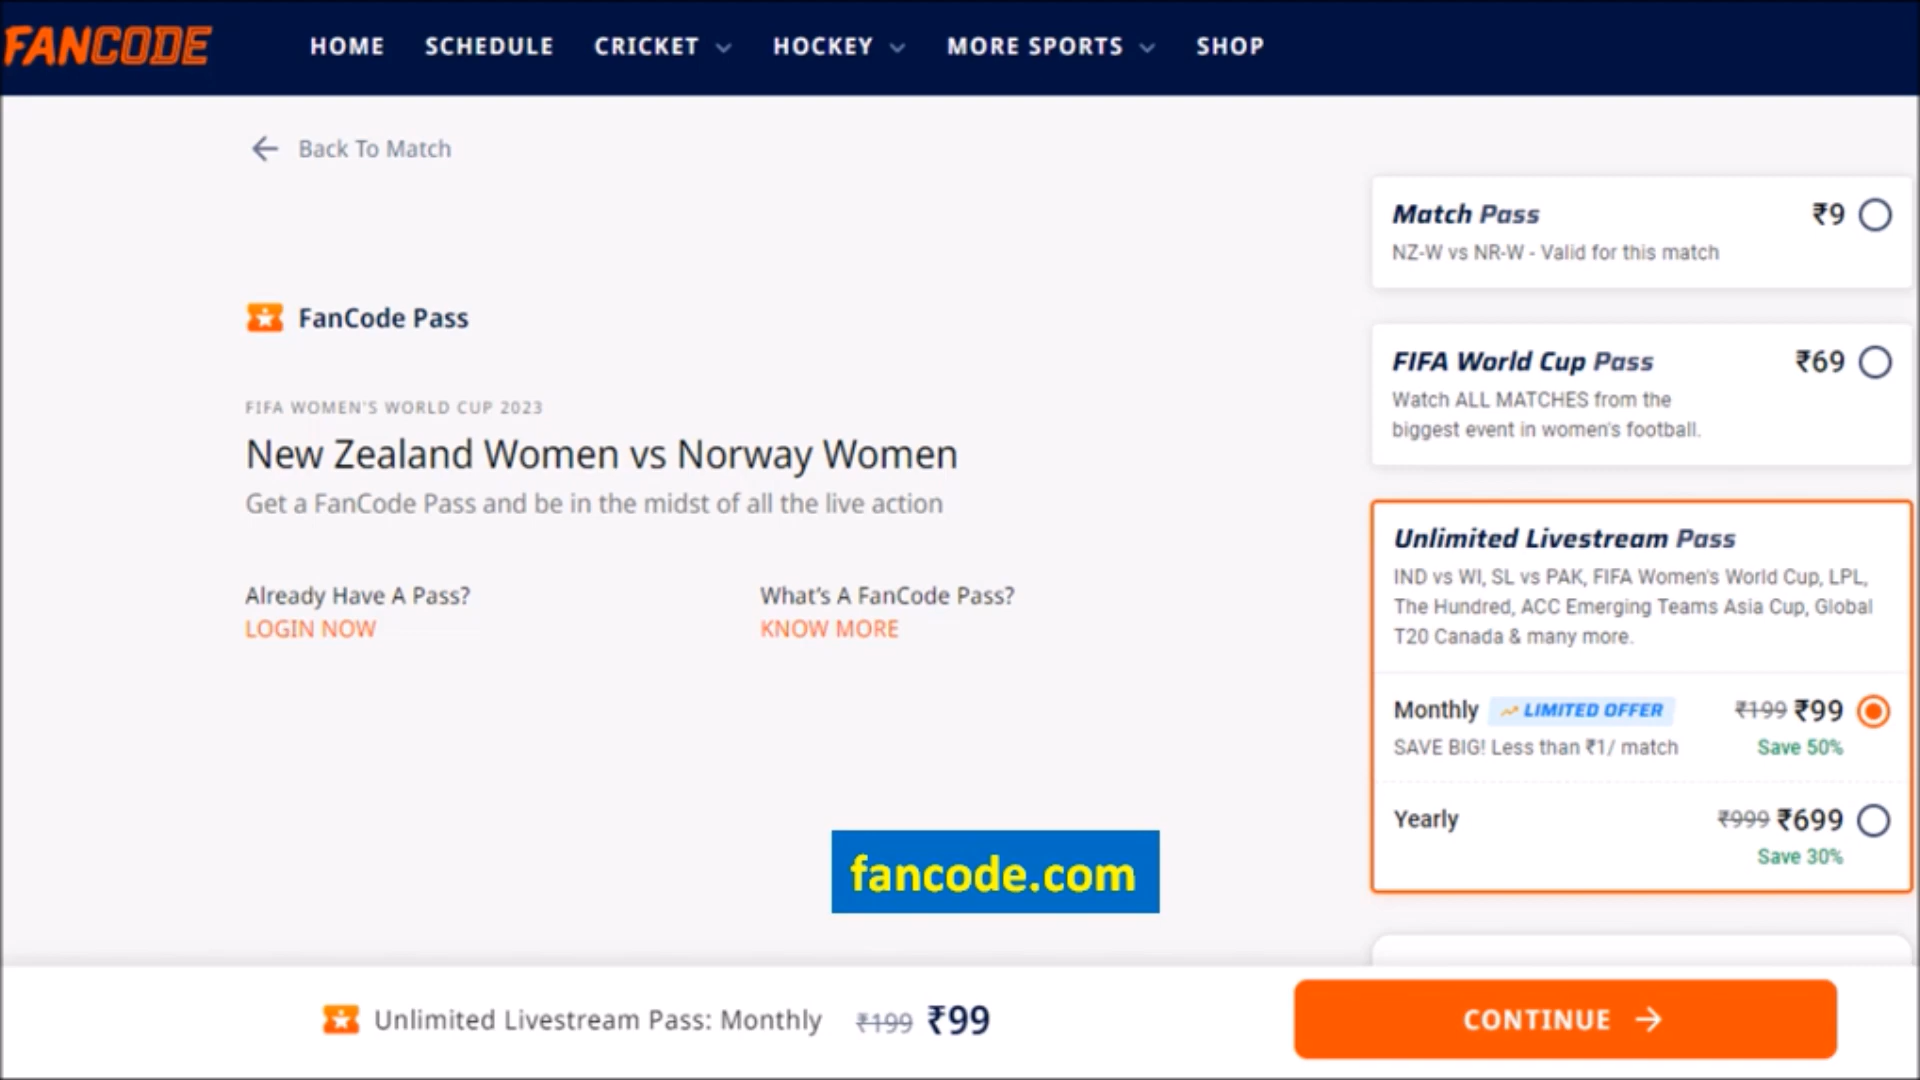 FANCODE
HOME SCHEDULE CRICKET HOCKEY MORE SPORTS SHOP
Back To Match
FanCode Pass
FIFA WOMEN'S WORLD CUP 2023
New Zealand Women vs Norway Women
Get a FanCode Pass and be in the midst of all the live action
Already Have A Pass?
LOGIN NOW
What's A FanCode Pass?
KNOW MORE
Match Pass ₹9
NZ-W vs NR-W - Valid for this match
FIFA World Cup Pass ₹69
Watch ALL MATCHES from the
biggest event in women's football.
Unlimited Livestream Pass
IND vs WI, SL vs PAK, FIFA Women's World Cup, LPL,
The Hundred, ACC Emerging Teams Asia Cup, Global
T20 Canada & many more.
Monthly LIMITED OFFER ₹199 ₹99
SAVE BIG! Less than ₹1/ match Save 50%
Yearly ₹999 ₹699
Save 30%
fancode.com
Unlimited Livestream Pass: Monthly ₹199 ₹99
CONTINUE